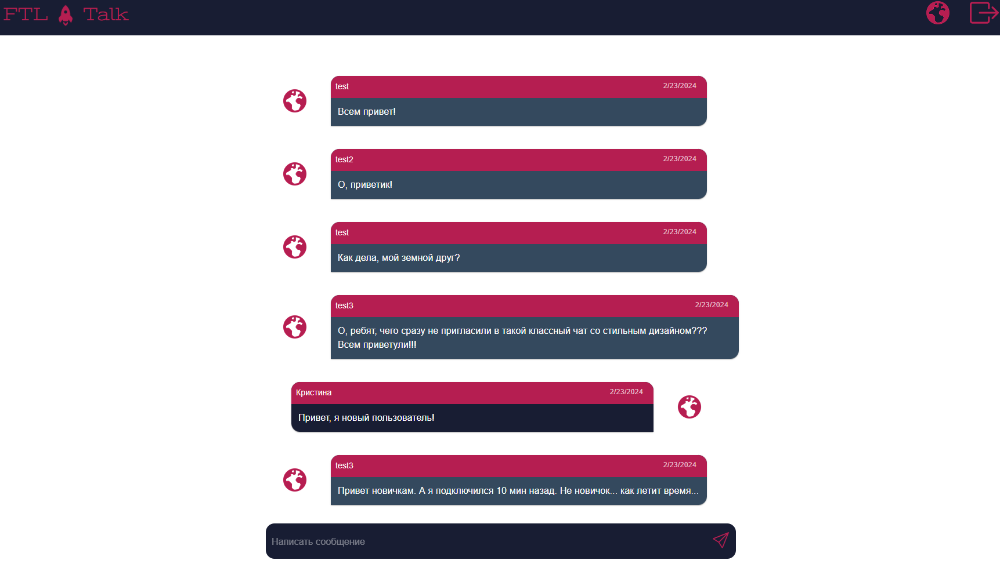 FTL Talk
test 2/23/2024
Всем привет!
test2 2/23/2024
О, приветик!
test 2/23/2024
Как дела, мой земной друг?
test3 2/23/2024
О, ребят, чего сразу не пригласили в такой классный чат со стильным дизайном???
Всем приветули!!!
Кристина 2/23/2024
Привет, я новый пользователь!
test3 2/23/2024
Привет новичкам. А я подключился 10 мин назад. Не новичок... как летит время...
Написать сообщение